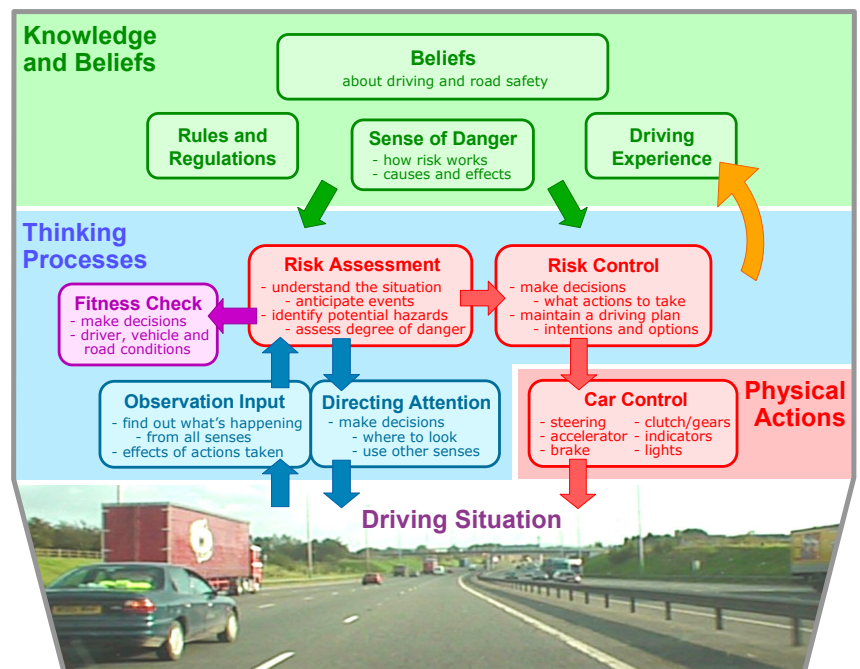 Knowledge
and Beliefs
Beliefs
about driving and road safety
Rules and
Regulations
Sense of Danger
- how risk works
- causes and effects
Driving
Experience
Thinking
Processes
Risk Assessment
- understand the situation
- anticipate events
- identify potential hazards
- assess degree of danger
Risk Control
- make decisions
- what actions to take
- maintain a driving plan
- intentions and options
Fitness Check
- make decisions
- driver, vehicle and
road conditions
Observation Input
- find out what's happening
- from all senses
- effects of actions taken
Directing Attention
- make decisions
- where to look
- use other senses
Car Control
- steering
- accelerator
- brake
- clutch/gears
- indicators
- lights
Physical
Actions
Driving Situation